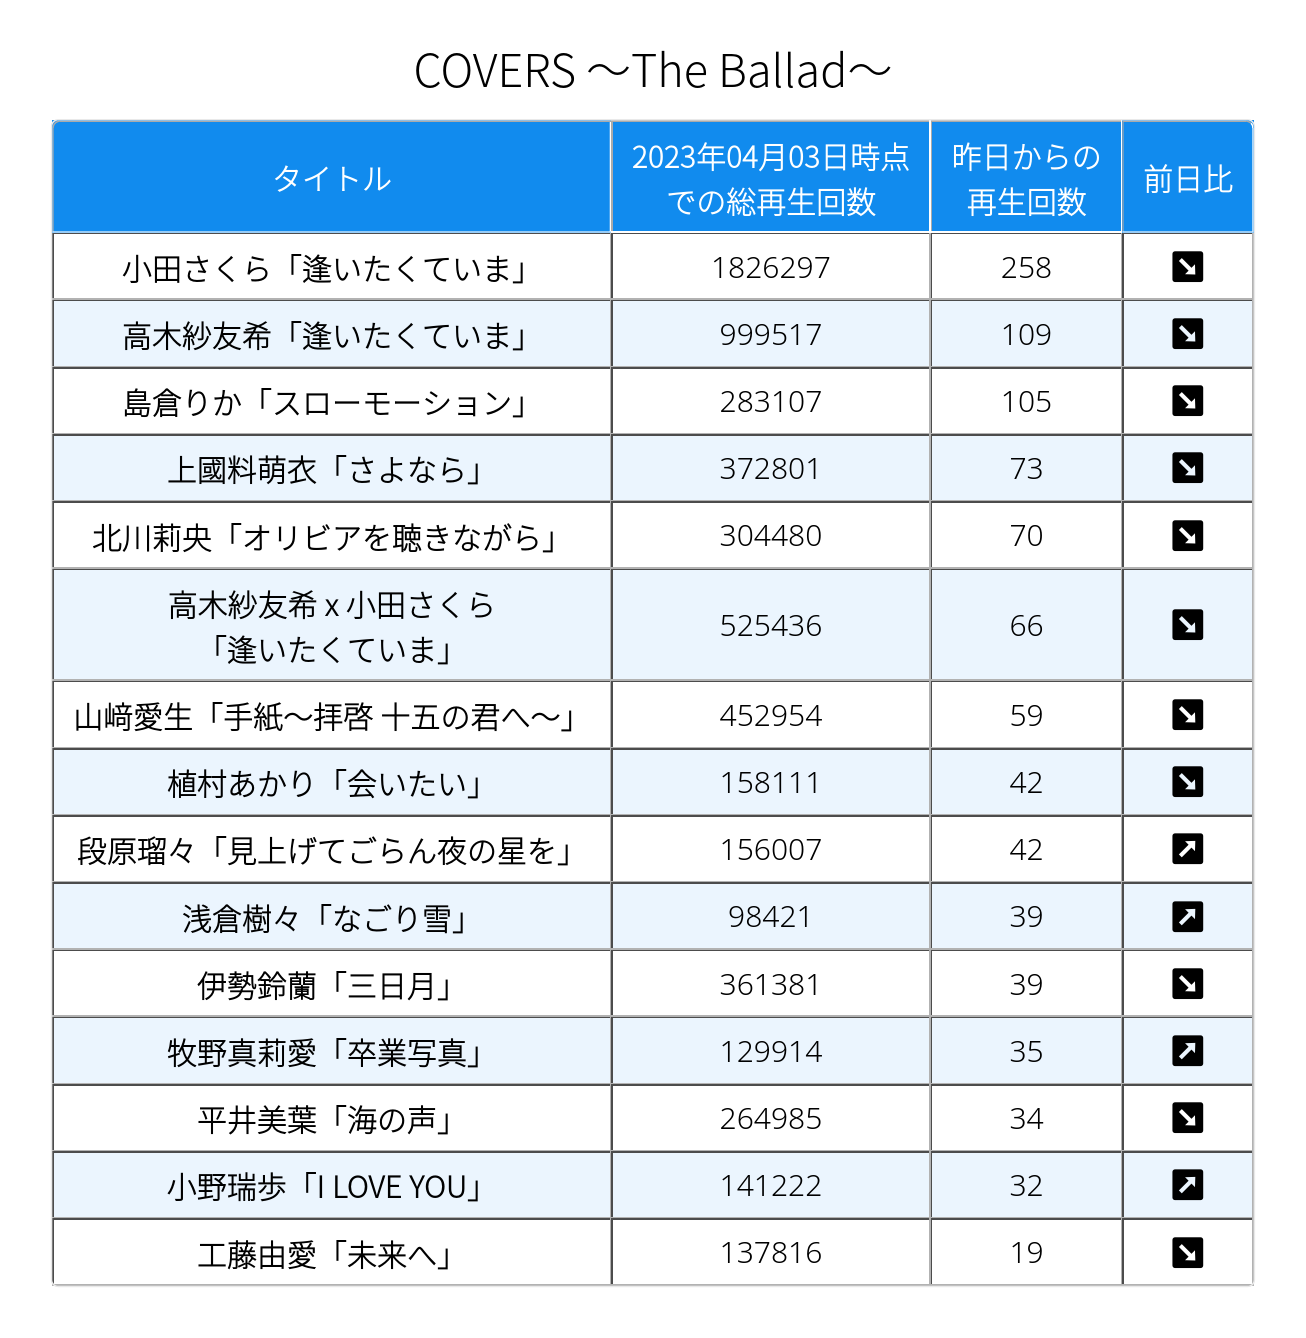 COVERS ～The Ballad～
タイトル
2023年04月03日時点
での総再生回数
昨日からの
再生回数
前日比
小田さくら「逢いたくていま」 1826297 258 ↘
高木紗友希「逢いたくていま」 999517 109 ↘
島倉りか「スローモーション」 283107 105 ↘
上國料萌衣「さよなら」 372801 73 ↘
北川莉央「オリビアを聴きながら」 304480 70 ↘
高木紗友希 x 小田さくら
「逢いたくていま」 525436 66 ↘
山﨑愛生「手紙～拝啓 十五の君へ～」 452954 59 ↘
植村あかり「会いたい」 158111 42 ↘
段原瑠々「見上げてごらん夜の星を」 156007 42 ↗
浅倉樹々「なごり雪」 98421 39 ↗
伊勢鈴蘭「三日月」 361381 39 ↘
牧野真莉愛「卒業写真」 129914 35 ↗
平井美葉「海の声」 264985 34 ↘
小野瑞歩「I LOVE YOU」 141222 32 ↗
工藤由愛「未来へ」 137816 19 ↘